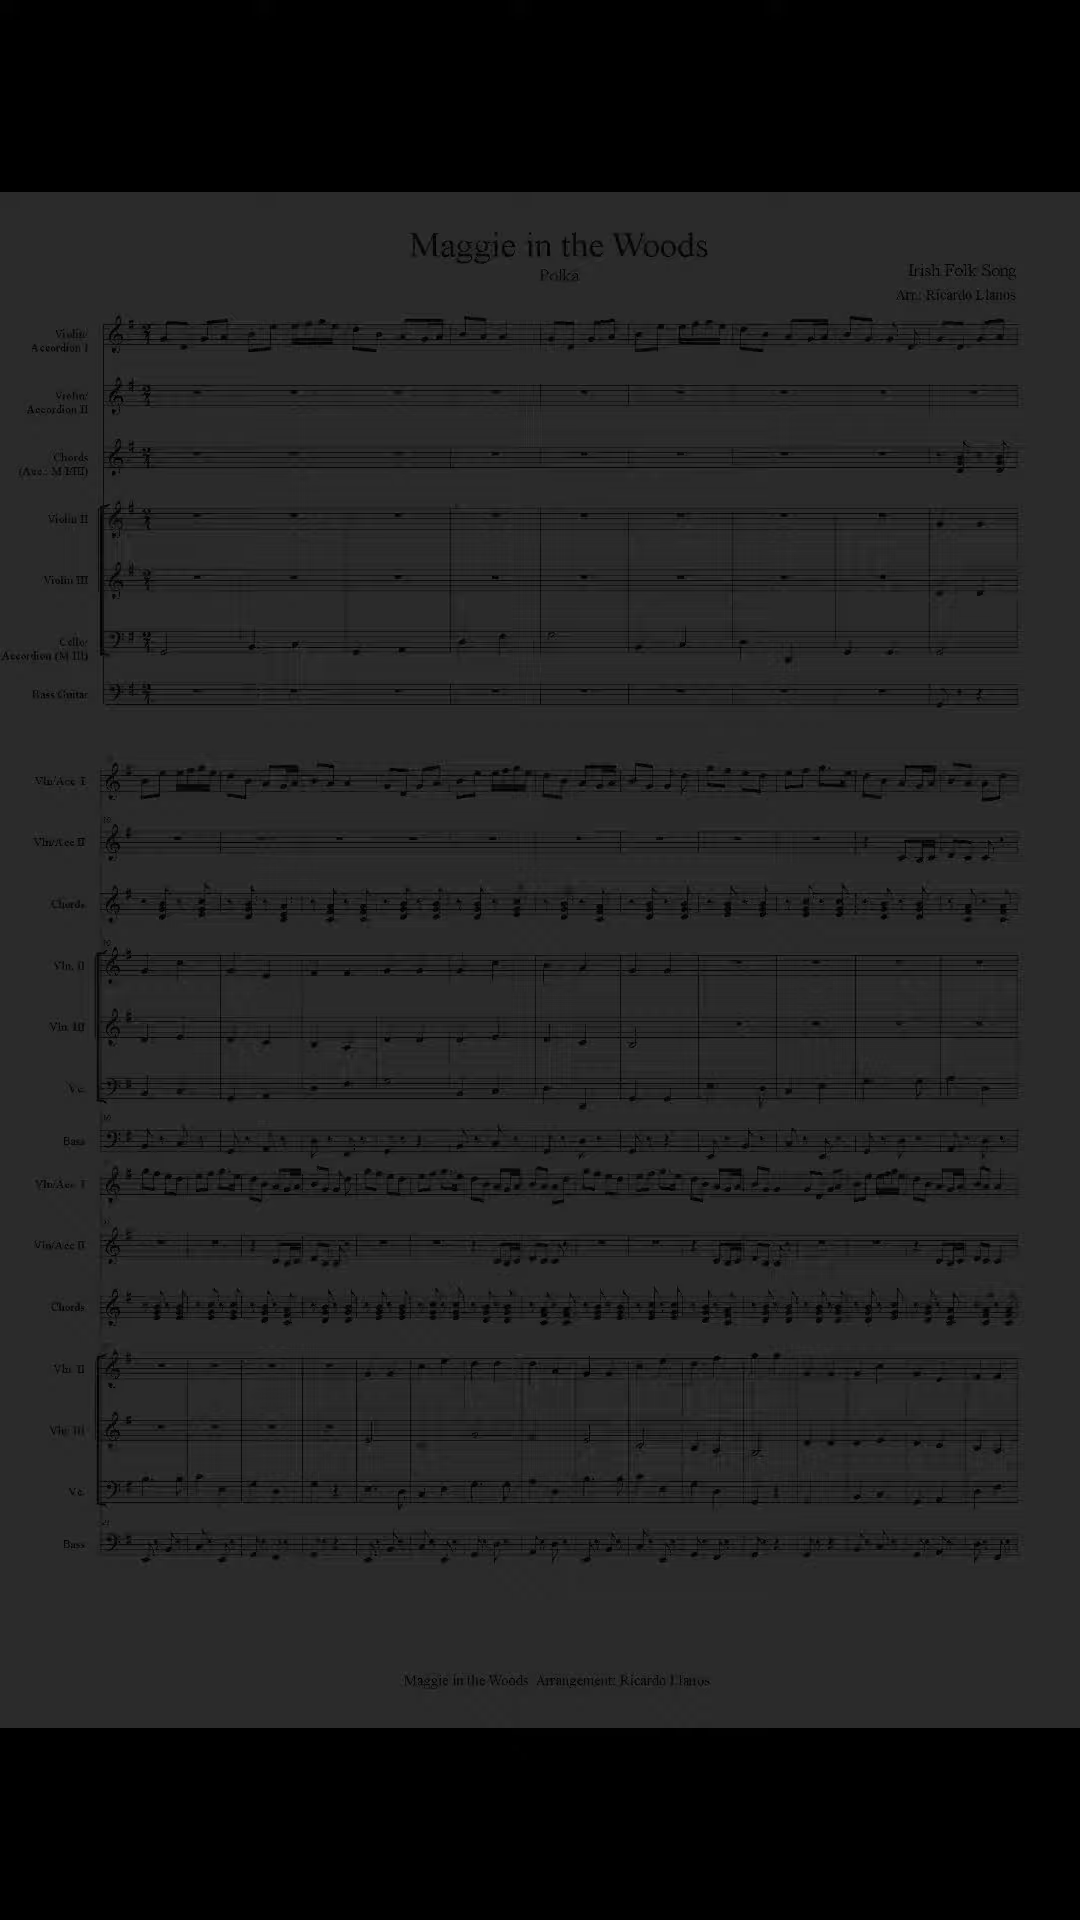 Maggie in the Woods
Polka
Irish Folk Song
Arr.: Ricardo Llanos
Violin/
Accordion I
Violin/
Accordion II
Chords
(Acc.: M I/III)
Violin II
Violin III
Cello/
Accordion (M III)
Bass Guitar
Vln/Acc. I
Vln/Acc II
Chords
Vln. II
Vln. III
Vc.
Bass
Vln/Acc. I
Vln/Acc II
Chords
Vln. II
Vln. III
Vc.
Bass
Maggie in the Woods Arrangement: Ricardo Llanos